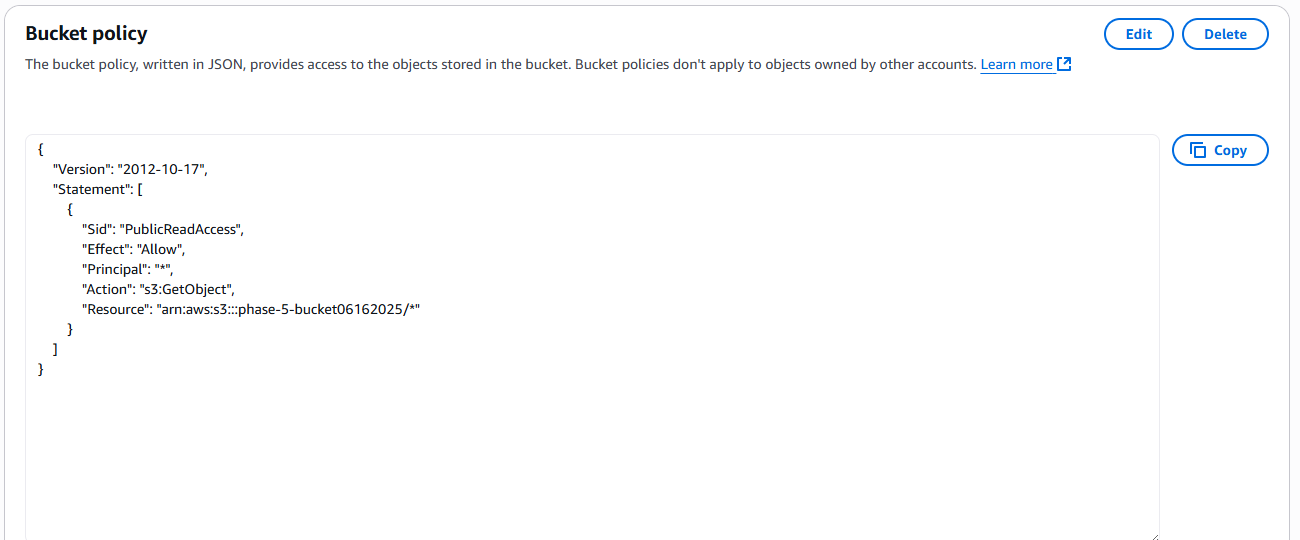 Bucket policy
Edit
Delete
The bucket policy, written in JSON, provides access to the objects stored in the bucket. Bucket policies don't apply to objects owned by other accounts. Learn more
Copy
{
    "Version": "2012-10-17",
    "Statement": [
        {
            "Sid": "PublicReadAccess",
            "Effect": "Allow",
            "Principal": "*",
            "Action": "s3:GetObject",
            "Resource": "arn:aws:s3:::phase-5-bucket06162025/*"
        }
    ]
}